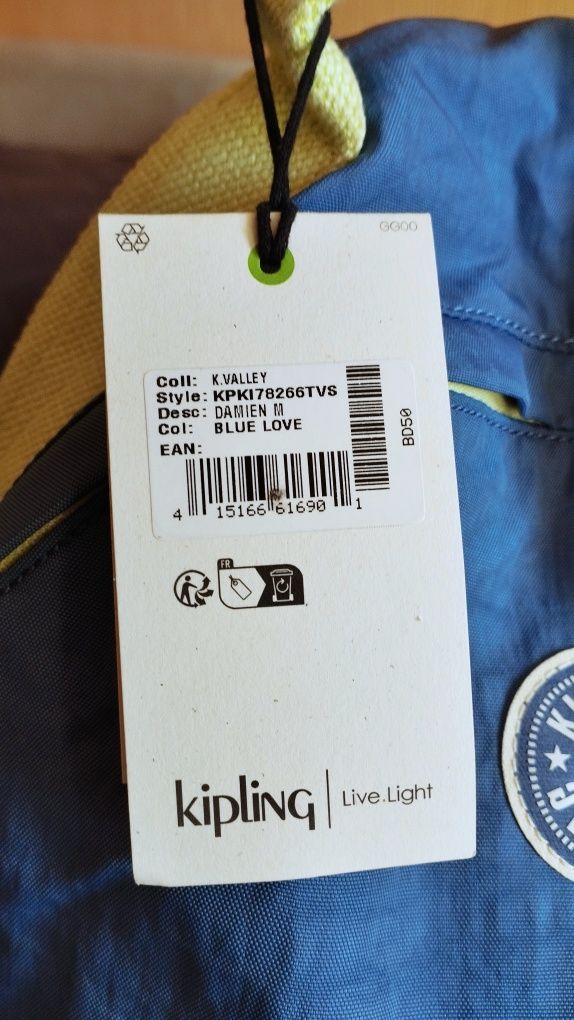 GG00
Coll: K.VALLEY
Style: KPKI78266TVS
Desc: DAMIEN M
Col: BLUE LOVE
EAN:
BD50
4 15166 61690 1
FR
kipling | Live.Light